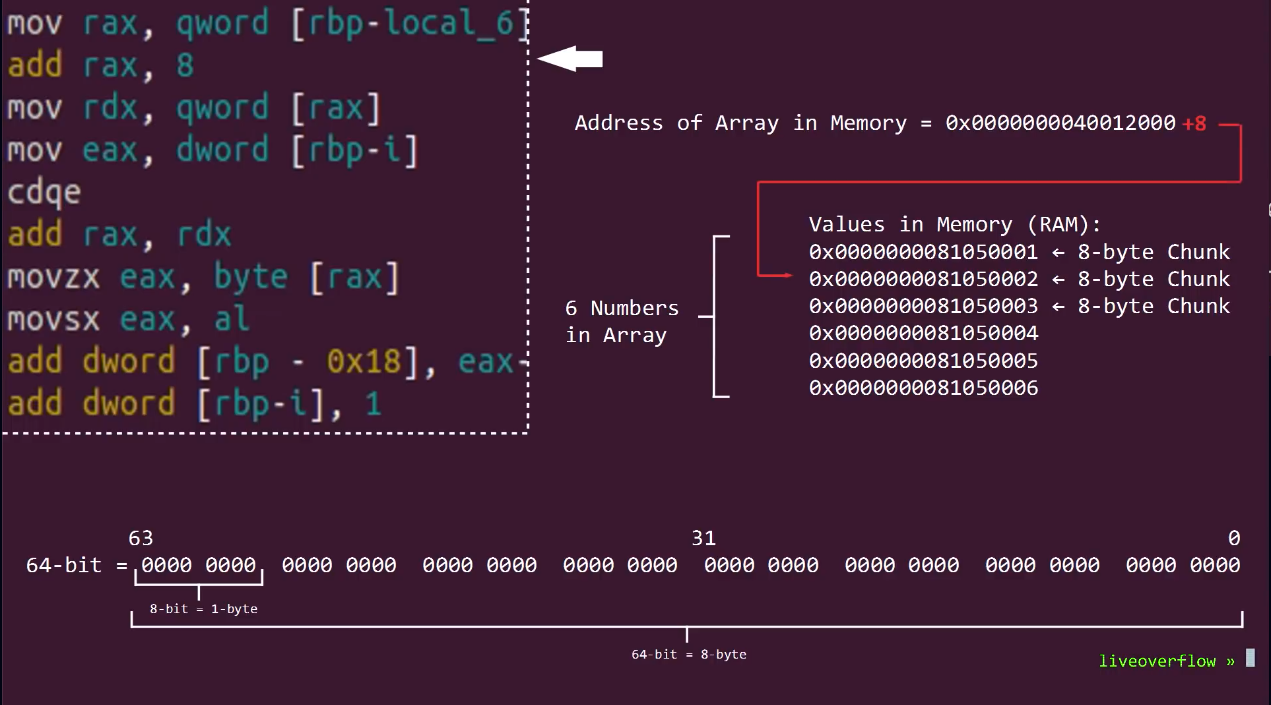 mov rax, qword [rbp-local_6]
add rax, 8
mov rdx, qword [rax]
mov eax, dword [rbp-i]
cdqe
add rax, rdx
movzx eax, byte [rax]
movsx eax, al
add dword [rbp - 0x18], eax
add dword [rbp-i], 1
Address of Array in Memory = 0x0000000040012000 +8
Values in Memory (RAM):
0x0000000081050001 ← 8-byte Chunk
0x0000000081050002 ← 8-byte Chunk
0x0000000081050003 ← 8-byte Chunk
0x0000000081050004
0x0000000081050005
0x0000000081050006
6 Numbers
in Array
63 31 0
64-bit = 0000 0000 0000 0000 0000 0000 0000 0000 0000 0000 0000 0000 0000 0000 0000 0000
8-bit = 1-byte
64-bit = 8-byte
liveoverflow »